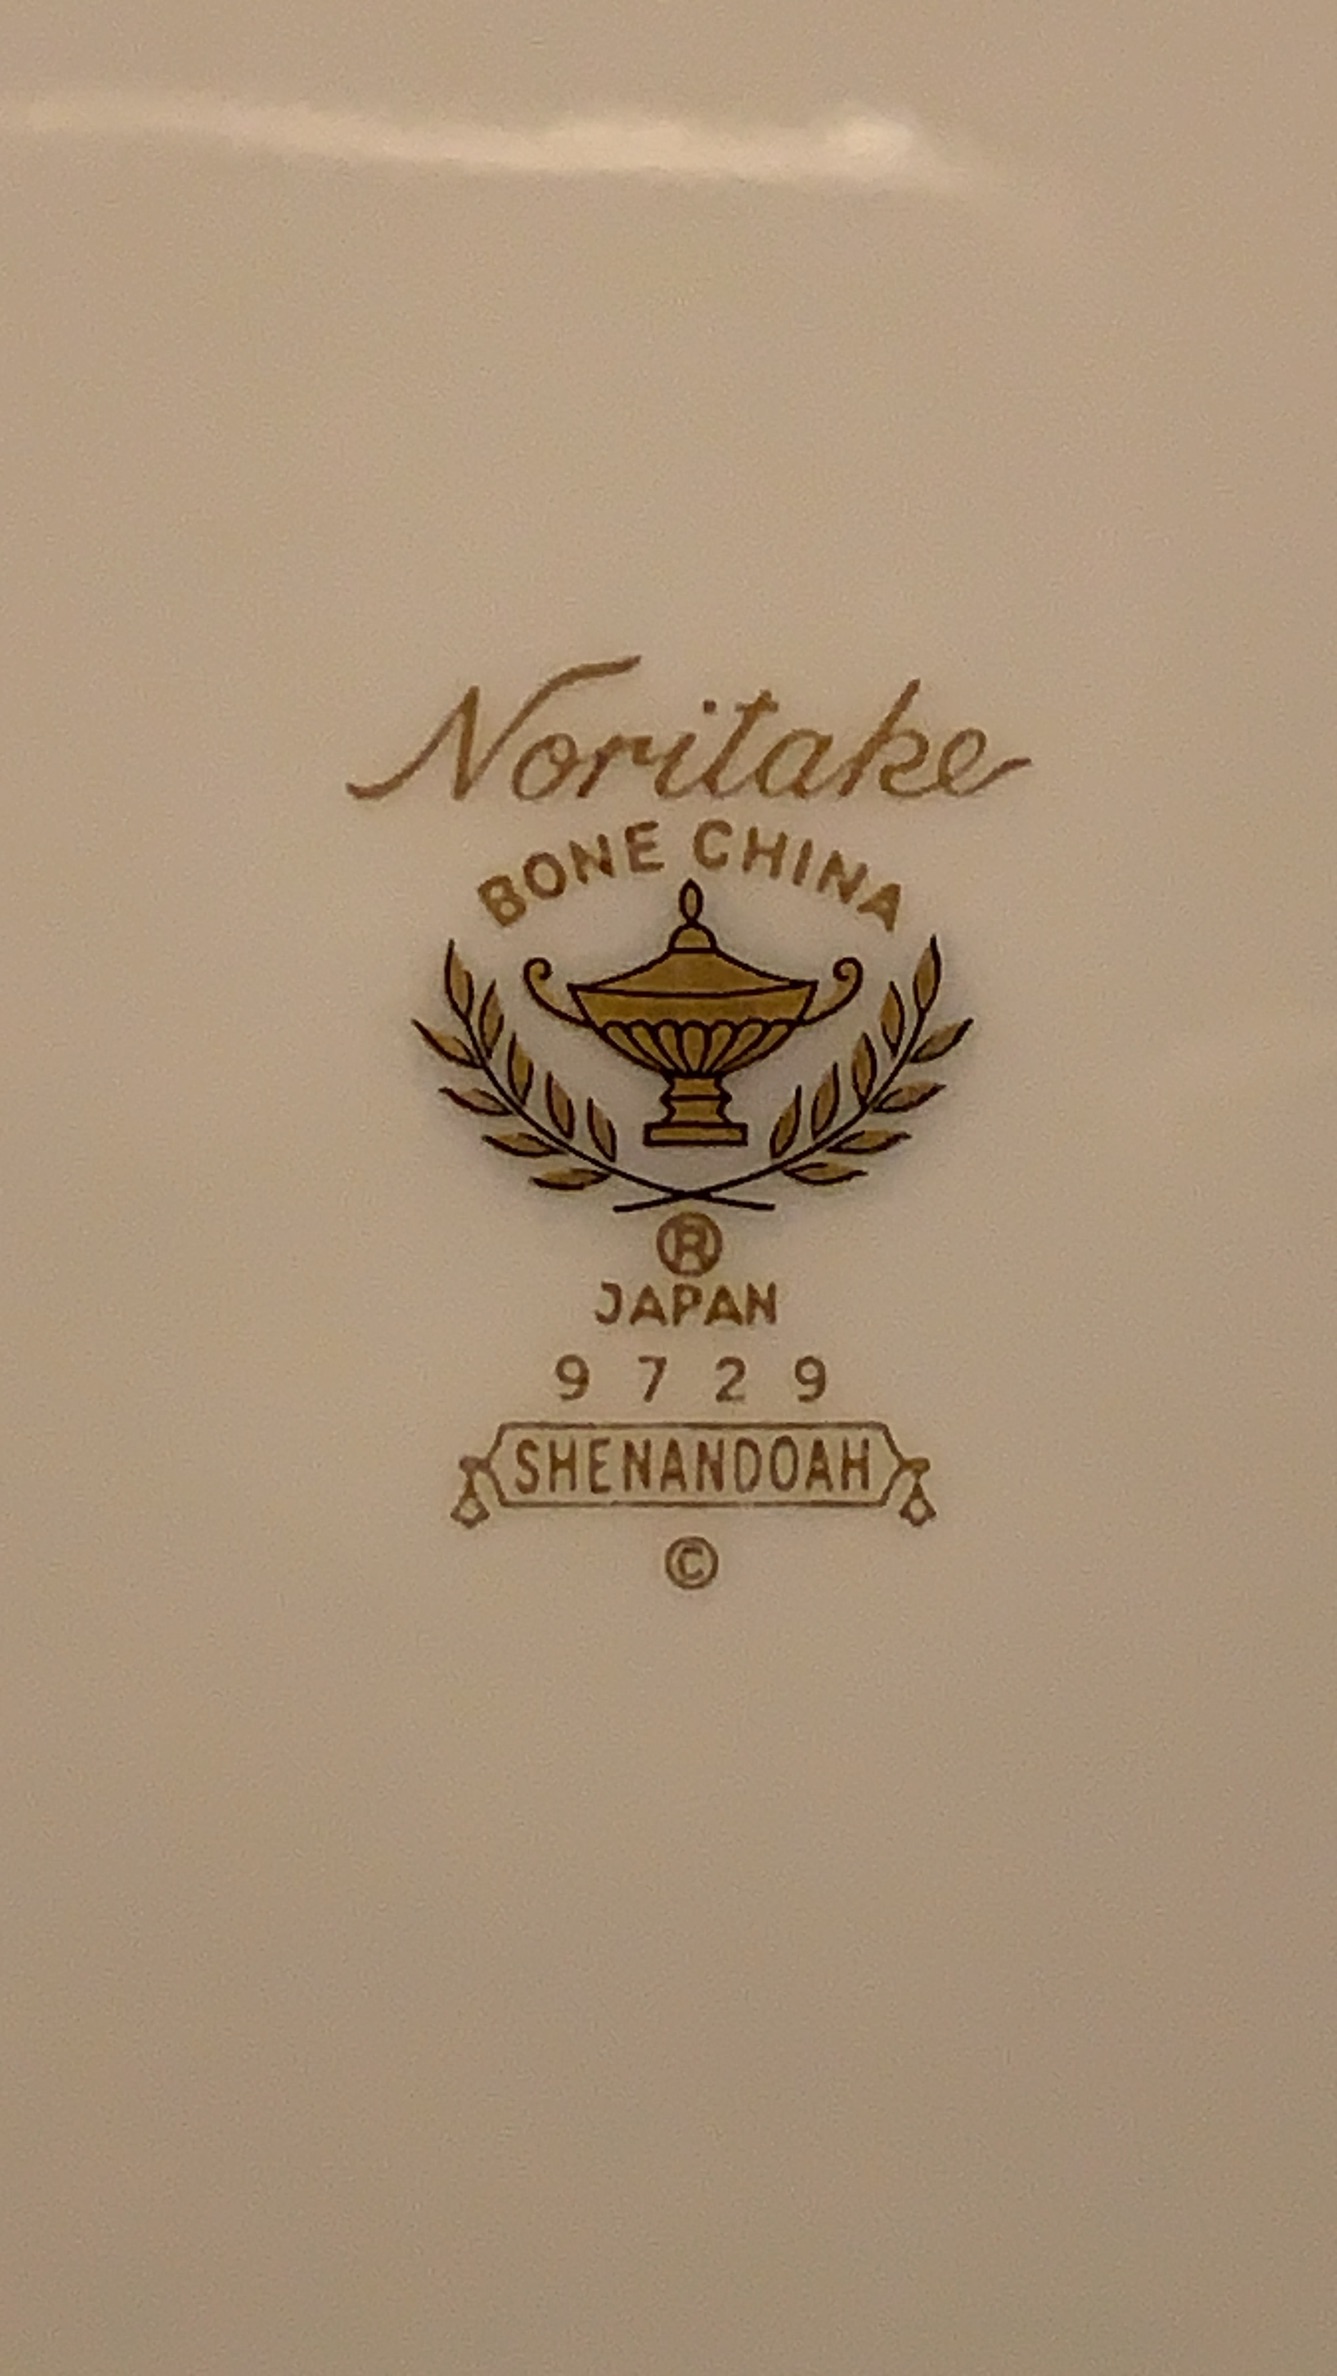 Noritake
BONE CHINA
®
JAPAN
9729
SHENANDOAH
©